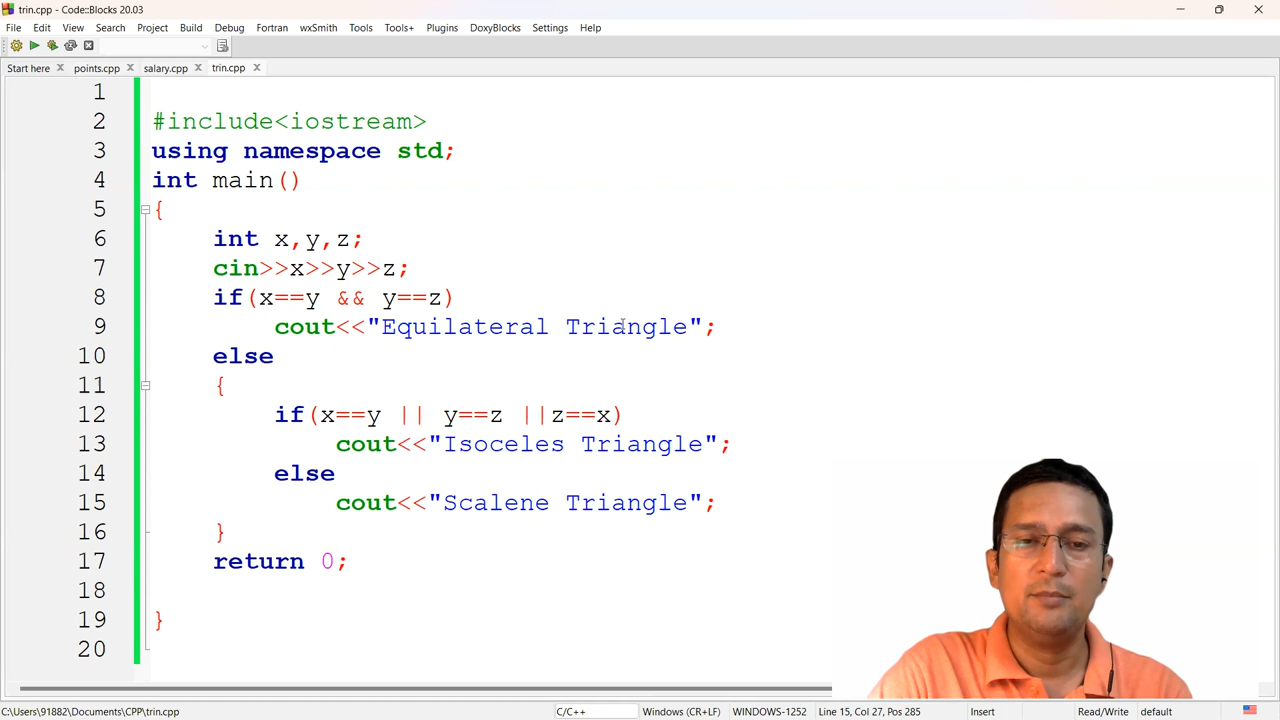 trin.cpp - Code::Blocks 20.03
File Edit View Search Project Build Debug Fortran wxSmith Tools Tools+ Plugins DoxyBlocks Settings Help
Start here points.cpp salary.cpp trin.cpp
1
2 #include<iostream>
3 using namespace std;
4 int main()
5 {
6 int x,y,z;
7 cin>>x>>y>>z;
8 if(x==y && y==z)
9 cout<<"Equilateral Triangle";
10 else
11 {
12 if(x==y || y==z ||z==x)
13 cout<<"Isoceles Triangle";
14 else
15 cout<<"Scalene Triangle";
16 }
17 return 0;
18
19 }
20
C:\Users\91882\Documents\CPP\trin.cpp C/C++ Windows (CR+LF) WINDOWS-1252 Line 15, Col 27, Pos 285 Insert Read/Write default